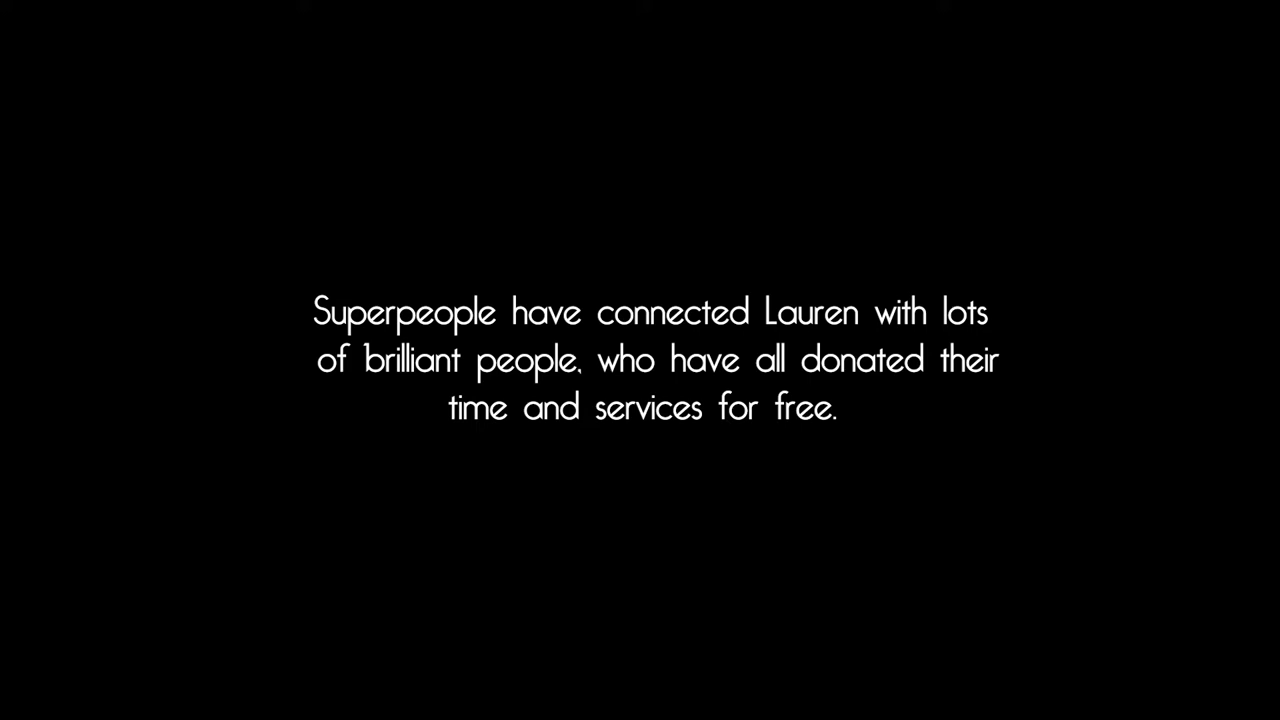 Superpeople have connected Lauren with lots
of brilliant people, who have all donated their
time and services for free.